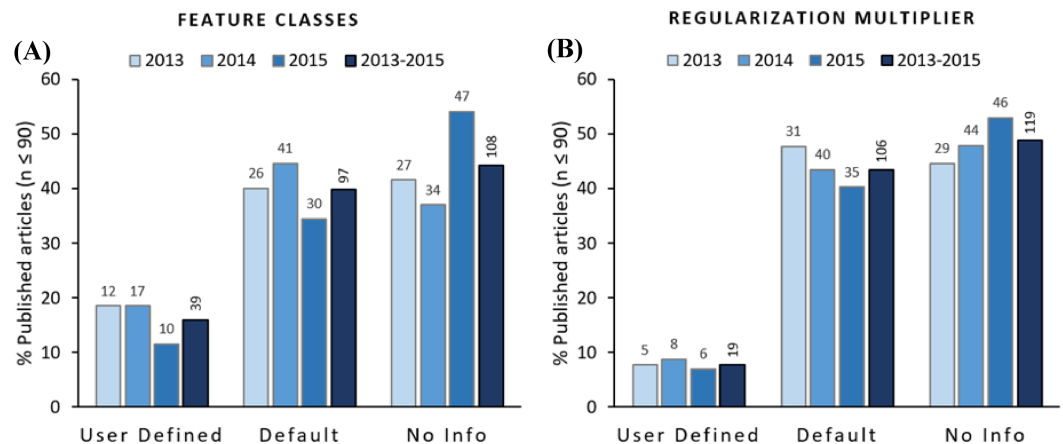 FEATURE CLASSES
(A)
2013 2014 2015 2013-2015
% Published articles (n ≤ 90)
60
50
40
30
20
10
0
12 17 10 39
26 41 30 97
27 34 47 108
User Defined Default No Info
REGULARIZATION MULTIPLIER
(B)
2013 2014 2015 2013-2015
% Published articles (n ≤ 90)
60
50
40
30
20
10
0
5 8 6 19
31 40 35 106
29 44 46 119
User Defined Default No Info